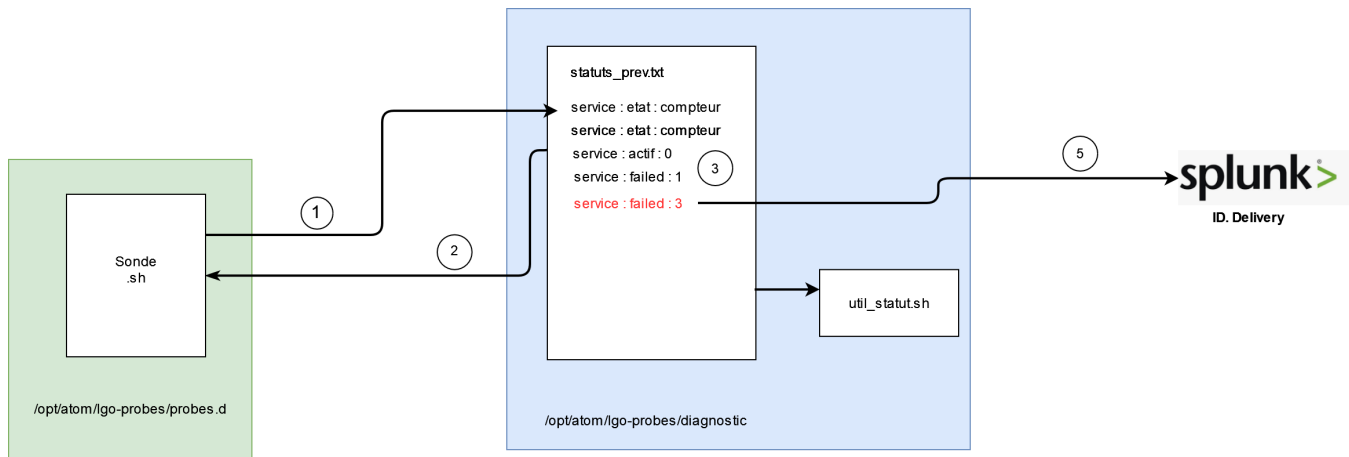 statuts_prev.txt
service : etat : compteur
service : etat : compteur
service : actif : 0
service : failed : 1
service : failed : 3
3
5
splunk>
ID. Delivery
1
2
Sonde
.sh
util_statut.sh
/opt/atom/lgo-probes/probes.d
/opt/atom/lgo-probes/diagnostic